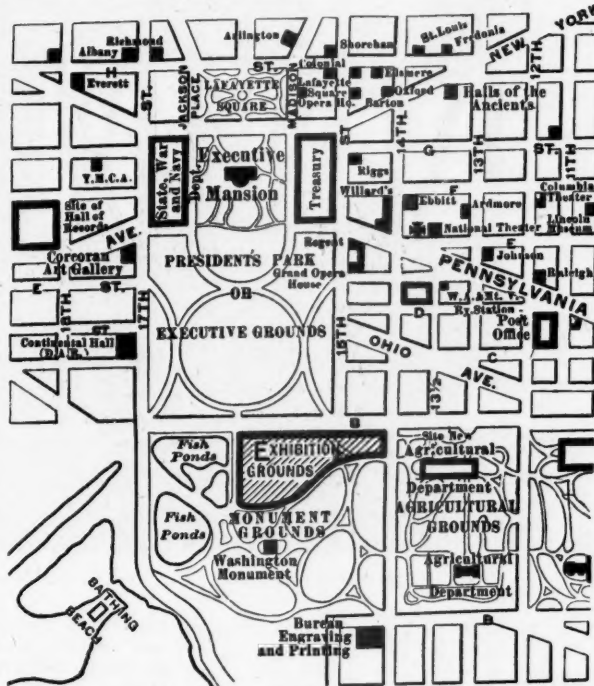 Richmond
Albany
Arlington
Shoreham
St. Louis
Fredonia
NEW YORK
H
ST.
Everett
ST.
JACKSON PLACE
LAFAYETTE
SQUARE
MADISON
Colonial
Lafayette
Square
Opera Ho.
Elsmere
Oxford
Barton
Halls of the
Ancients
12TH
14TH
13TH
11TH
G
ST.
Y.M.C.A.
State, War
and Navy
Dept.
Executive
Mansion
Treasury
ST
Riggs
Willard's
Ebbitt
F
Ardmore
Columbia
Theater
Lincoln
Museum
National Theater
Site of
Hall of
Records
AVE.
Corcoran
Art Gallery
E
ST.
18TH.
17TH
PRESIDENTS PARK
OR
EXECUTIVE GROUNDS
Regent
Grand Opera
House
E
Johnson
PENNSYLVANIA
Raleigh
W. A. & Mt. V.
Ry. Station
D
Post
Office
15TH
OHIO
AVE.
C
13½
ST
Continental Hall
(D.A.R.)
B
Fish
Ponds
EXHIBITION
GROUNDS
Site New
Agricultural
Department
AGRICULTURAL
GROUNDS
Fish
Ponds
MONUMENT
GROUNDS
Washington
Monument
Agricultural
Department
BATHING
BEACH
Bureau
Engraving
and Printing
B